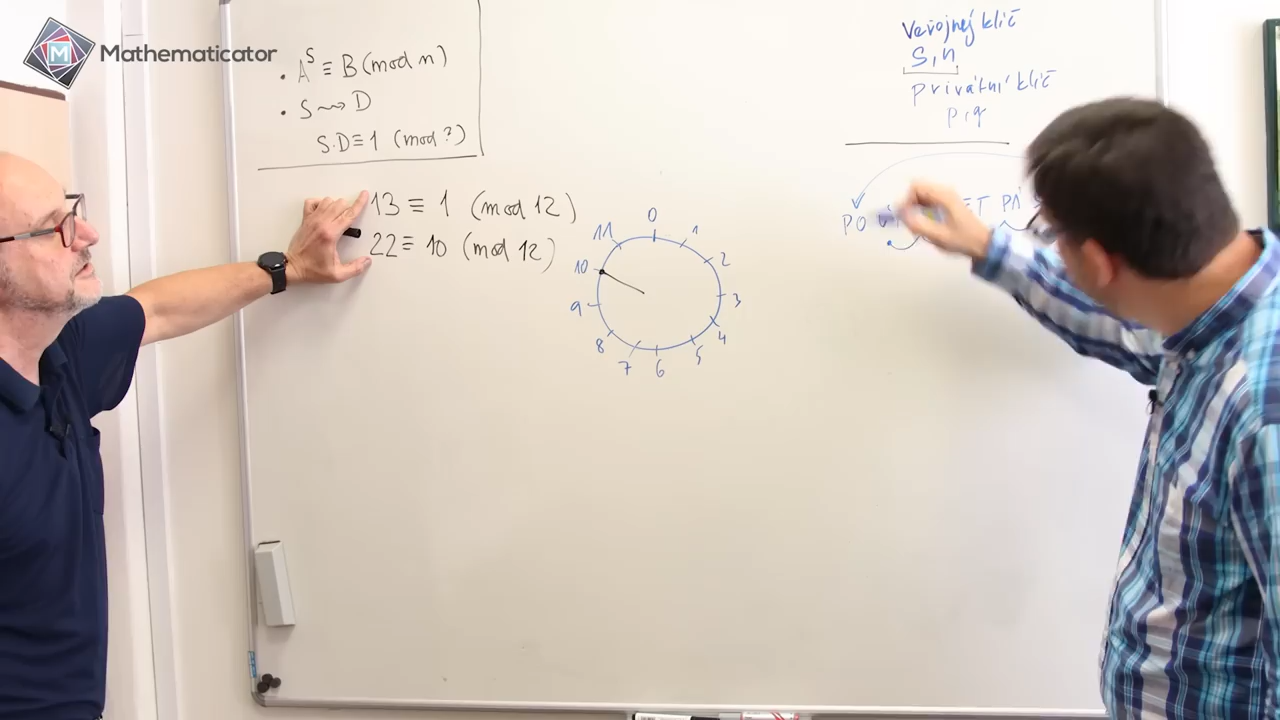 Mathematicator
• A^S ≡ B (mod n)
• S ⇝ D
S·D ≡ 1 (mod ?)
13 ≡ 1 (mod 12)
22 ≡ 10 (mod 12)
0
1
2
3
4
5
6
7
8
9
10
11
Veřojnej klíč
S, n
privátní klíč
p, q
PO
PÁ